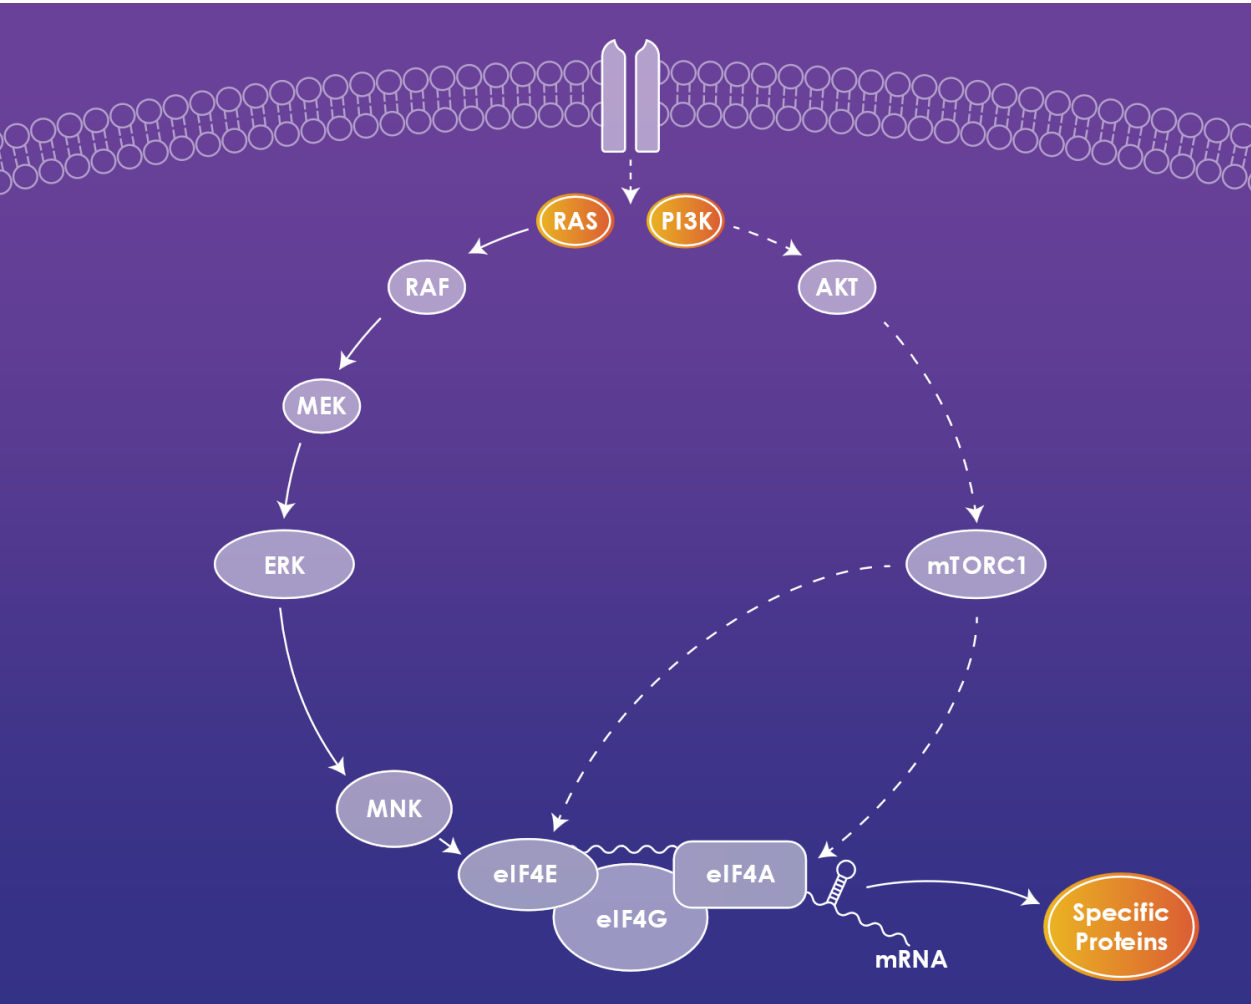 RAS
PI3K
RAF
AKT
MEK
ERK
mTORC1
MNK
eIF4E
eIF4A
eIF4G
Specific
Proteins
mRNA